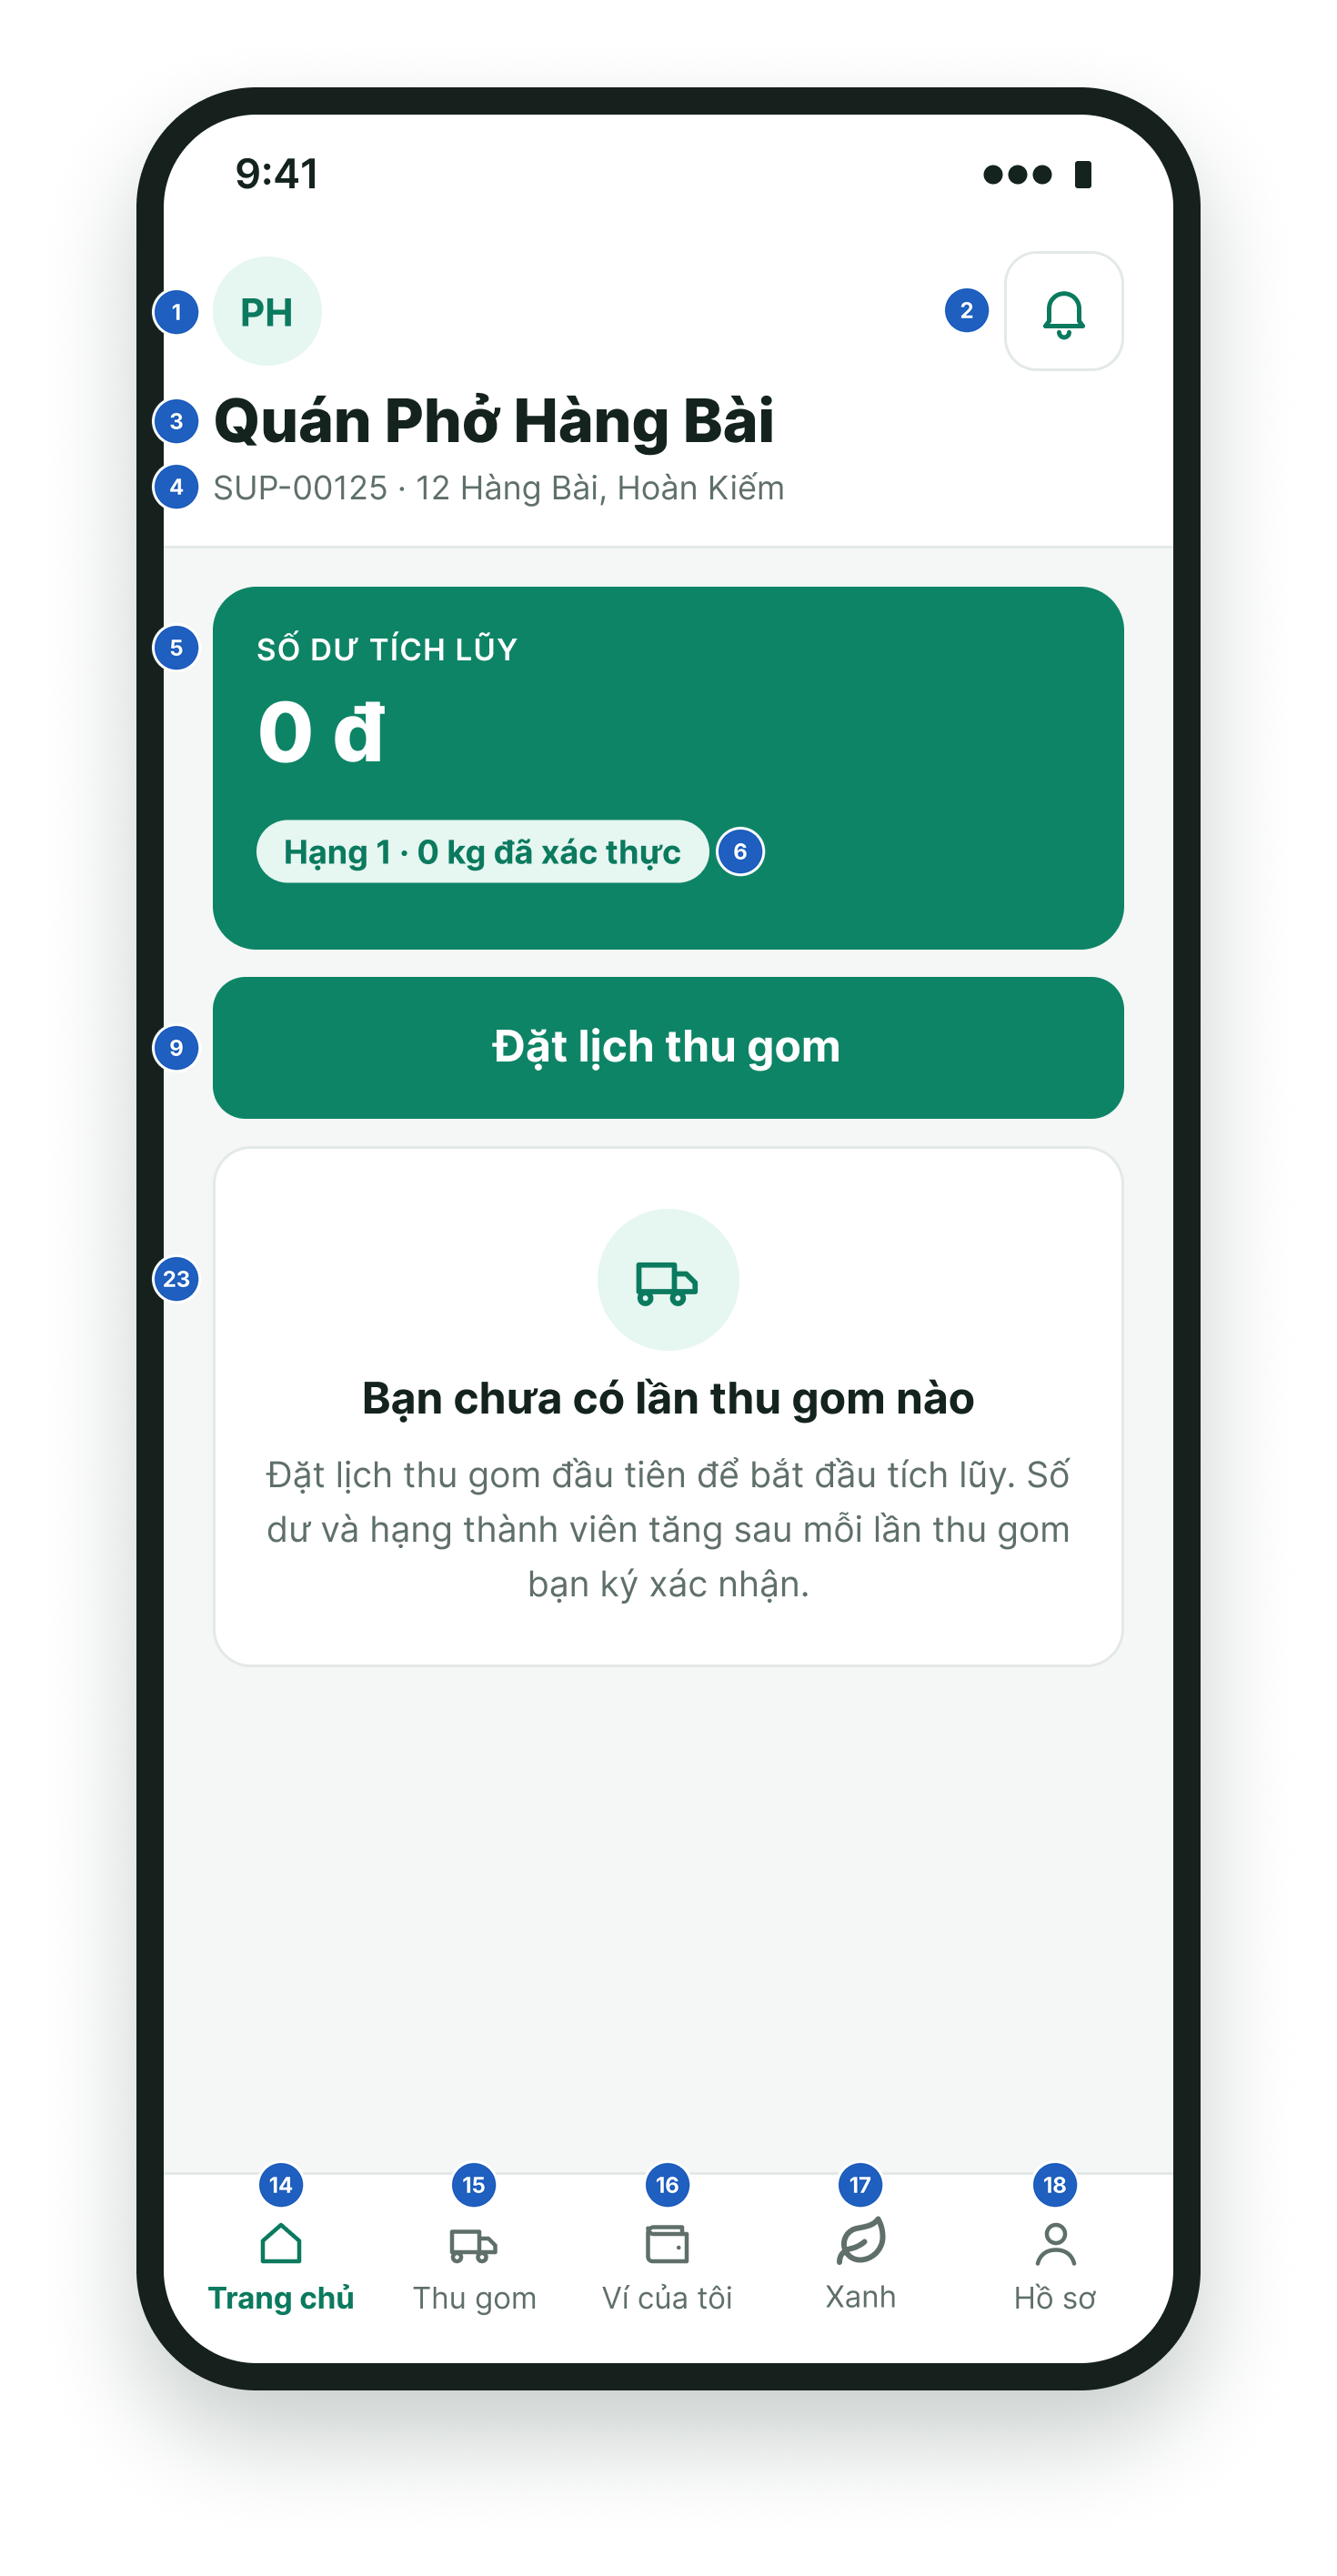 9:41
1
PH
2
3
Quán Phở Hàng Bài
4
SUP-00125 · 12 Hàng Bài, Hoàn Kiếm
5
SỐ DƯ TÍCH LŨY
0 đ
Hạng 1 · 0 kg đã xác thực
6
9
Đặt lịch thu gom
23
Bạn chưa có lần thu gom nào
Đặt lịch thu gom đầu tiên để bắt đầu tích lũy. Số
dư và hạng thành viên tăng sau mỗi lần thu gom
bạn ký xác nhận.
14
15
16
17
18
Trang chủ
Thu gom
Ví của tôi
Xanh
Hồ sơ